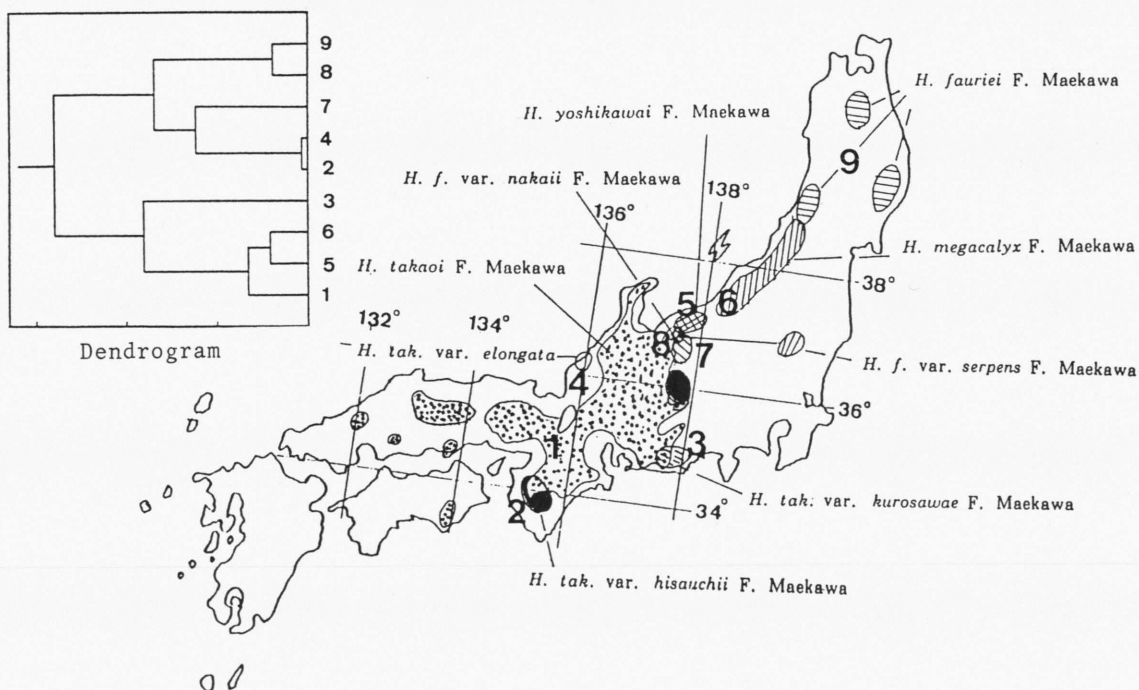 9
8
7
4
2
3
6
5
1
Dendrogram
H. fauriei F. Maekawa
H. yoshikawai F. Mnekawa
9
138°
H. f. var. nakaii F. Maekawa
136°
H. megacalyx F. Maekawa
H. takaoi F. Maekawa
38°
5
6
132°
134°
8
7
H. tak. var. elongata
4
H. f. var. serpens F. Maekawa
36°
1
3
2
34°
H. tak. var. kurosawae F. Maekawa
H. tak. var. hisauchii F. Maekawa